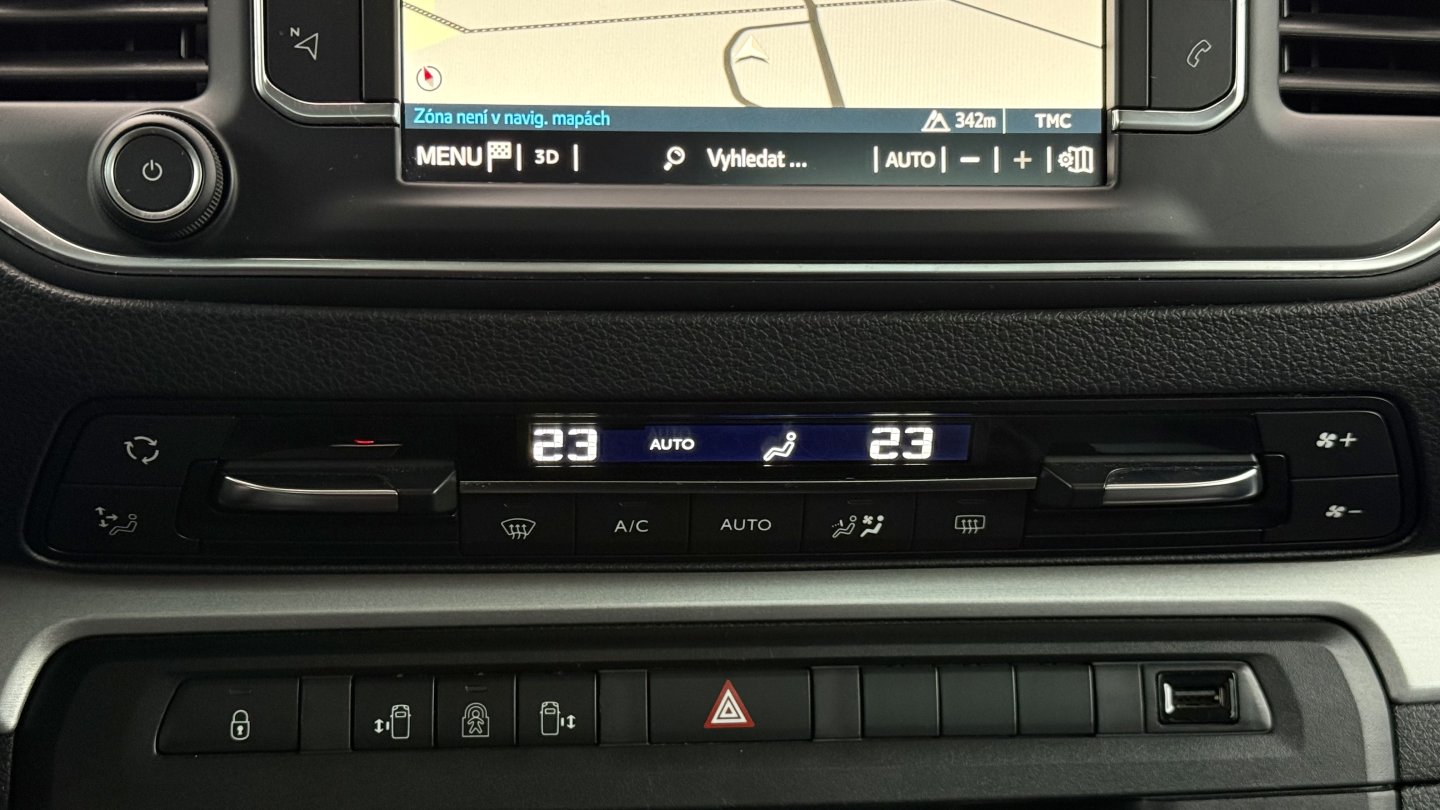 N
Zóna není v navig. mapách 342m TMC
MENU 3D Vyhledat ... AUTO − +
23 AUTO 23
A/C AUTO